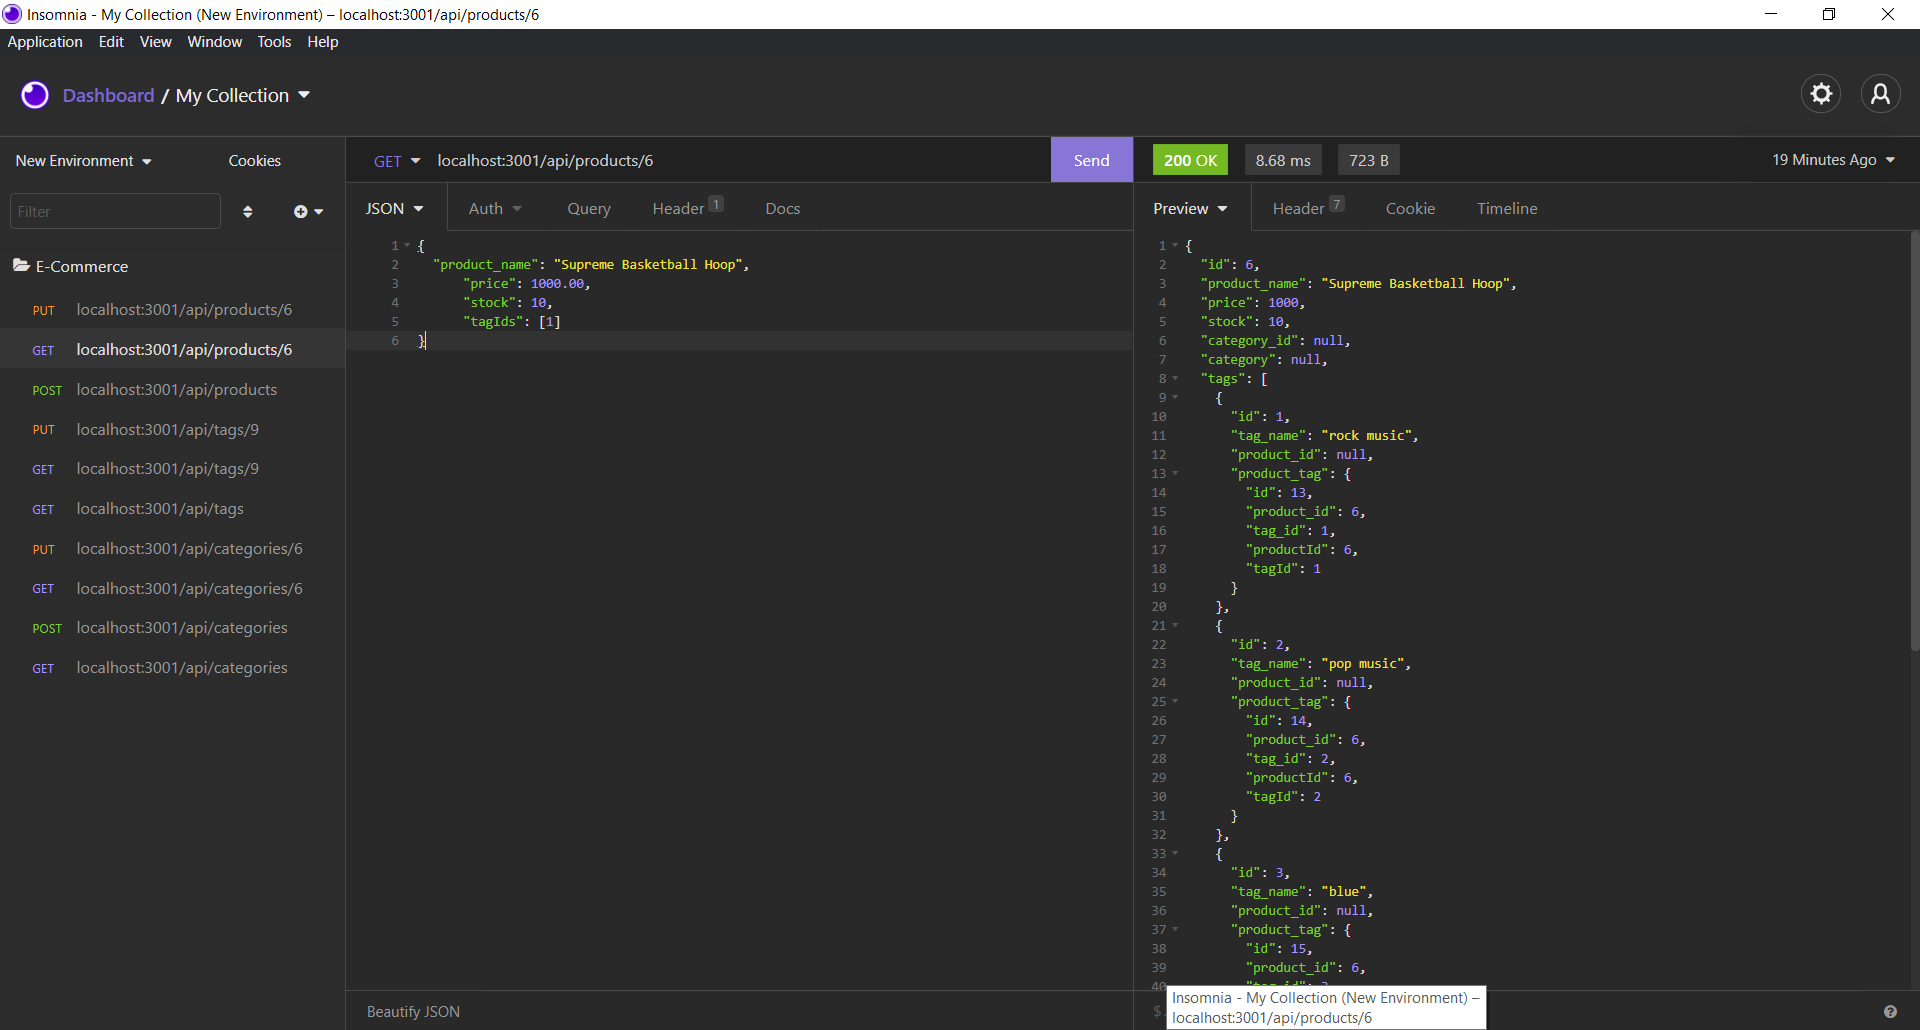 Insomnia - My Collection (New Environment) – localhost:3001/api/products/6
Application Edit View Window Tools Help
Dashboard / My Collection
New Environment Cookies
Filter
E-Commerce
PUT localhost:3001/api/products/6
GET localhost:3001/api/products/6
POST localhost:3001/api/products
PUT localhost:3001/api/tags/9
GET localhost:3001/api/tags/9
GET localhost:3001/api/tags
PUT localhost:3001/api/categories/6
GET localhost:3001/api/categories/6
POST localhost:3001/api/categories
GET localhost:3001/api/categories
GET localhost:3001/api/products/6 Send
JSON Auth Query Header 1 Docs
1 {
2 "product_name": "Supreme Basketball Hoop",
3 "price": 1000.00,
4 "stock": 10,
5 "tagIds": [1]
6 }
Beautify JSON
200 OK 8.68 ms 723 B 19 Minutes Ago
Preview Header 7 Cookie Timeline
1 {
2 "id": 6,
3 "product_name": "Supreme Basketball Hoop",
4 "price": 1000,
5 "stock": 10,
6 "category_id": null,
7 "category": null,
8 "tags": [
9 {
10 "id": 1,
11 "tag_name": "rock music",
12 "product_id": null,
13 "product_tag": {
14 "id": 13,
15 "product_id": 6,
16 "tag_id": 1,
17 "productId": 6,
18 "tagId": 1
19 }
20 },
21 {
22 "id": 2,
23 "tag_name": "pop music",
24 "product_id": null,
25 "product_tag": {
26 "id": 14,
27 "product_id": 6,
28 "tag_id": 2,
29 "productId": 6,
30 "tagId": 2
31 }
32 },
33 {
34 "id": 3,
35 "tag_name": "blue",
36 "product_id": null,
37 "product_tag": {
38 "id": 15,
39 "product_id": 6,
40
$
Insomnia - My Collection (New Environment) –
localhost:3001/api/products/6